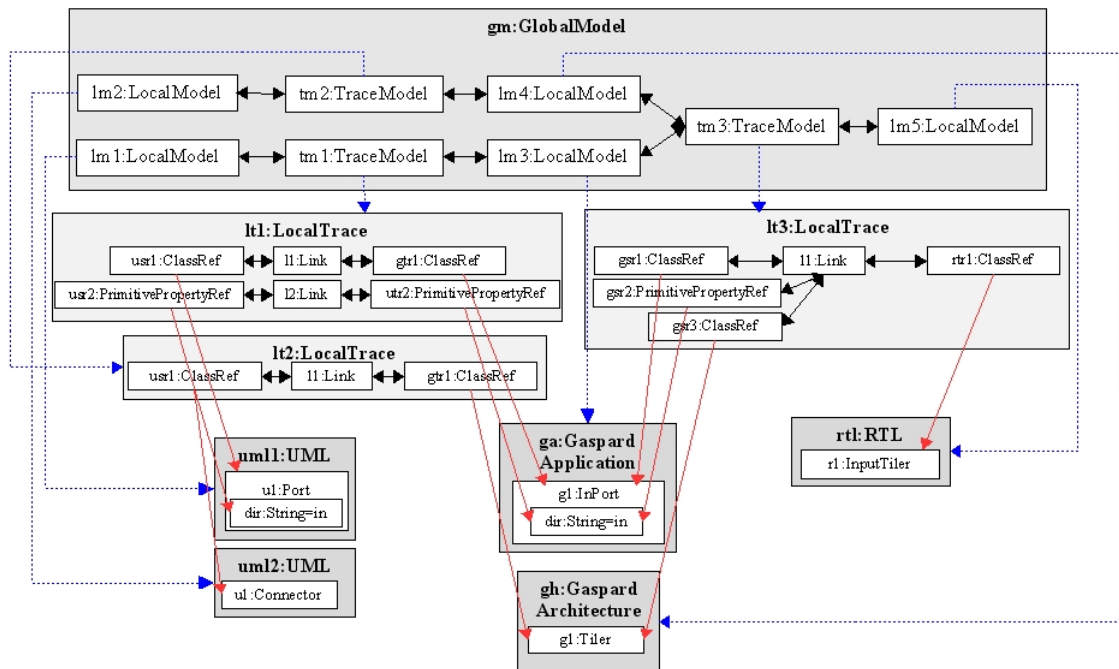 gm:GlobalModel
lm2:LocalModel
tm2:TraceModel
lm4:LocalModel
tm3:TraceModel
lm5:LocalModel
lm1:LocalModel
tm1:TraceModel
lm3:LocalModel
lt1:LocalTrace
usr1:ClassRef
l1:Link
gtr1:ClassRef
usr2:PrimitivePropertyRef
l2:Link
utr2:PrimitivePropertyRef
lt3:LocalTrace
gsr1:ClassRef
l1:Link
rtr1:ClassRef
gsr2:PrimitivePropertyRef
gsr3:ClassRef
lt2:LocalTrace
usr1:ClassRef
l1:Link
gtr1:ClassRef
uml1:UML
u1:Port
dir:String=in
uml2:UML
u1:Connector
ga:Gaspard
Application
g1:InPort
dir:String=in
gh:Gaspard
Architecture
g1:Tiler
rtl:RTL
r1:InputTiler